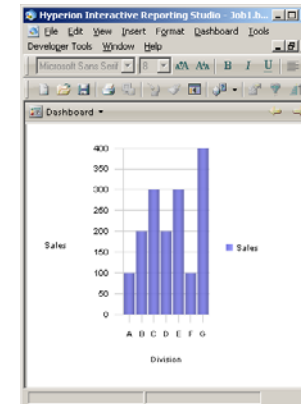 Hyperion Interactive Reporting Studio - Job1.b...
File Edit View Insert Format Dashboard Tools
Developer Tools Window Help
Microsoft Sans Serif 8 B I U
Dashboard
400
350
300
250
200
150
100
50
0
Sales
Sales
A B C D E F G
Division